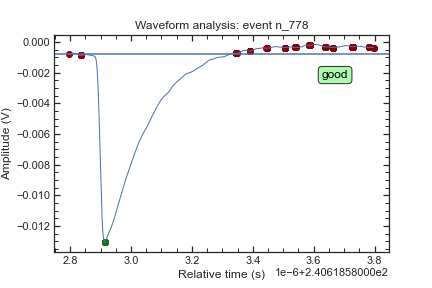 Waveform analysis: event n_778
0.000
−0.002
−0.004
−0.006
−0.008
−0.010
−0.012
Amplitude (V)
good
2.8 3.0 3.2 3.4 3.6 3.8
Relative time (s)
1e−6+2.4061858000e2